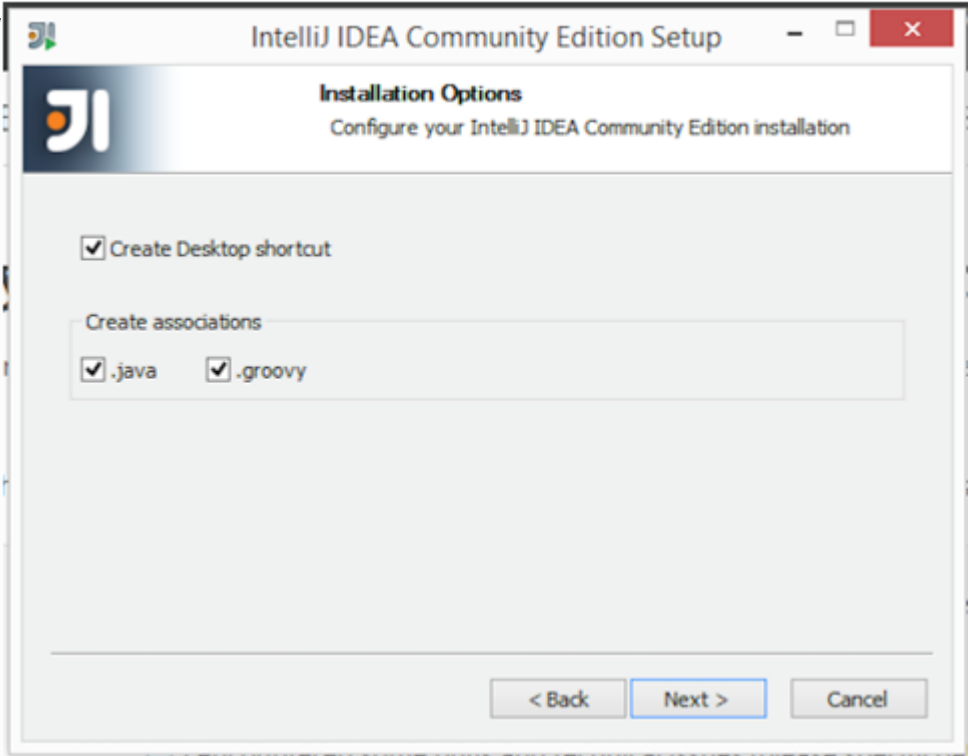 IntelliJ IDEA Community Edition Setup
Installation Options
Configure your IntelliJ IDEA Community Edition installation
Create Desktop shortcut
Create associations
.java .groovy
< Back Next > Cancel